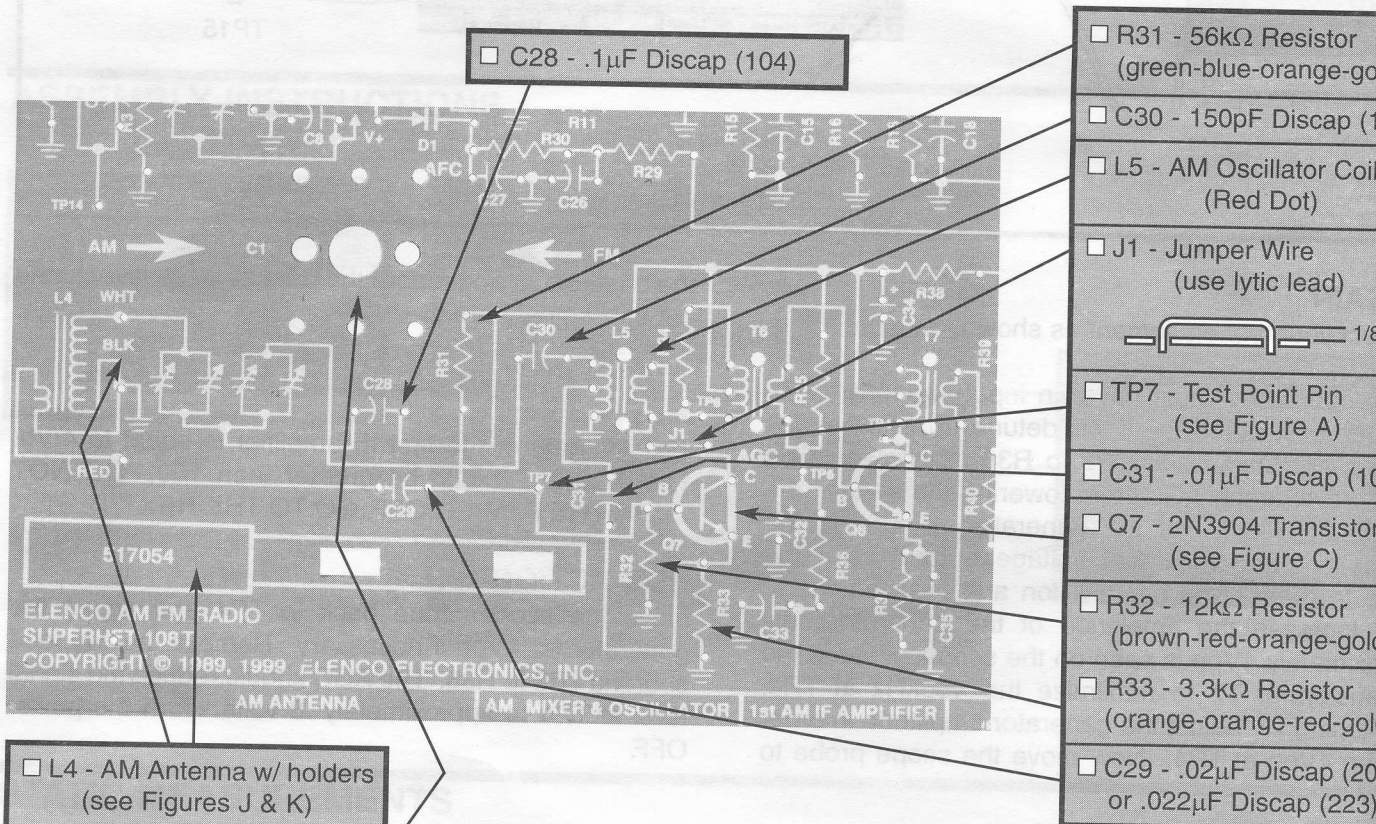 C28 - .1μF Discap (104)
R31 - 56kΩ Resistor
(green-blue-orange-go
C30 - 150pF Discap (1
L5 - AM Oscillator Coil
(Red Dot)
J1 - Jumper Wire
(use lytic lead)
1/8
TP7 - Test Point Pin
(see Figure A)
C31 - .01μF Discap (10
Q7 - 2N3904 Transistor
(see Figure C)
R32 - 12kΩ Resistor
(brown-red-orange-gold
R33 - 3.3kΩ Resistor
(orange-orange-red-gold
C29 - .02μF Discap (20
or .022μF Discap (223)
L4 - AM Antenna w/ holders
(see Figures J & K)
R3
C8
V+
D1
AFC
R11
R30
R29
C27
C26
R15
C15
R16
C18
TP14
AM
C1
FM
L4
WHT
BLK
RED
C28
R31
C30
L5
T6
C34
R38
T7
R39
J1
AGC
TP7
C29
B
C
E
Q7
R32
R33
C33
B
C
E
R40
C35
517054
ELENCO AM FM RADIO
SUPERHET 108 T
COPYRIGHT © 1989, 1999 ELENCO ELECTRONICS, INC.
AM ANTENNA
AM MIXER & OSCILLATOR
1st AM IF AMPLIFIER
TP15
OFF.